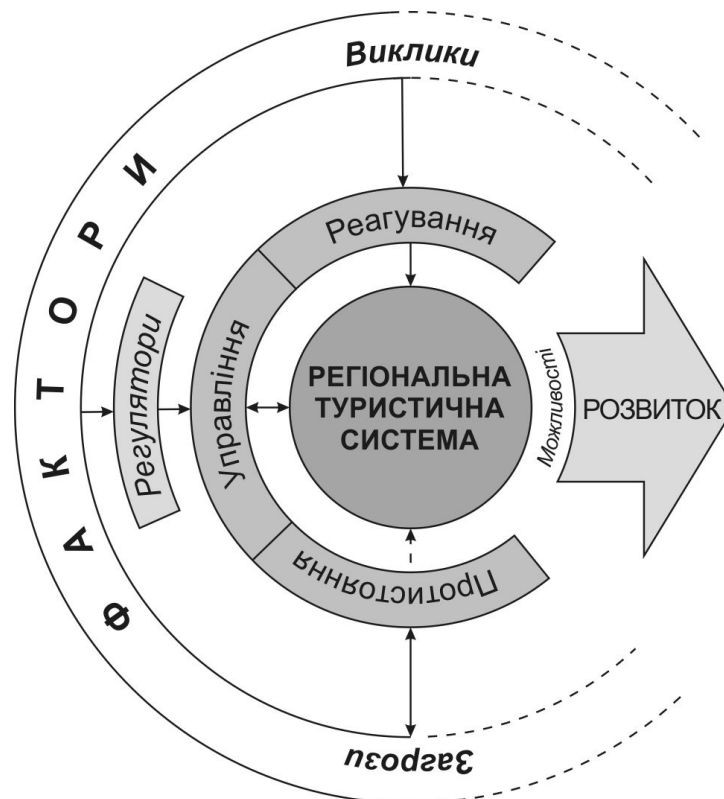 Виклики
ФАКТОРИ
Реагування
Регулятори
Управління
РЕГІОНАЛЬНА
ТУРИСТИЧНА
СИСТЕМА
Можливості
РОЗВИТОК
Протистояння
Загрози